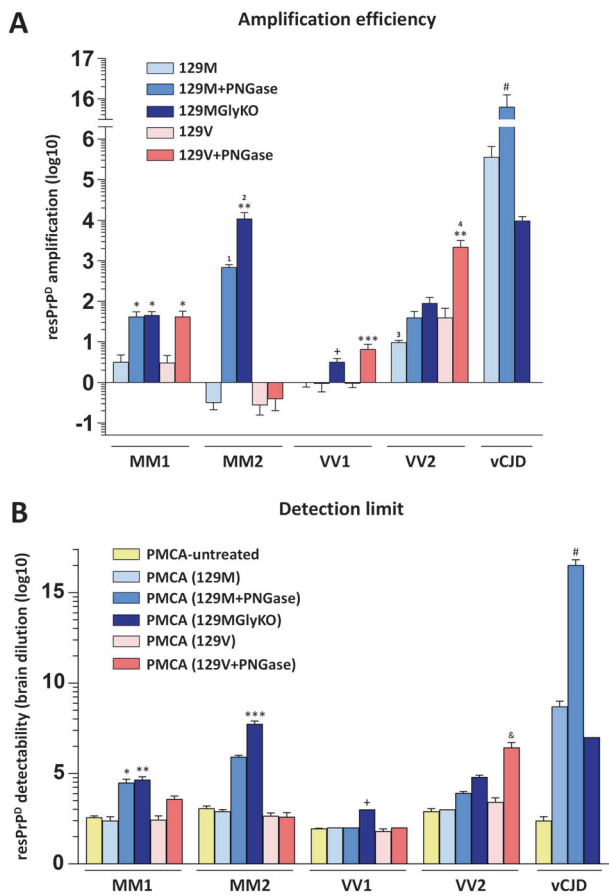 A
Amplification efficiency
17
16
6
5
4
3
2
1
0
-1
resPrPᴰ amplification (log10)
129M
129M+PNGase
129MGlyKO
129V
129V+PNGase
* * *
1 2 **
+ ***
3 4 **
#
MM1 MM2 VV1 VV2 vCJD
B
Detection limit
15
10
5
0
resPrPᴰ detectability (brain dilution (log10)
PMCA-untreated
PMCA (129M)
PMCA (129M+PNGase)
PMCA (129MGlyKO)
PMCA (129V)
PMCA (129V+PNGase)
* **
***
+
&
#
MM1 MM2 VV1 VV2 vCJD